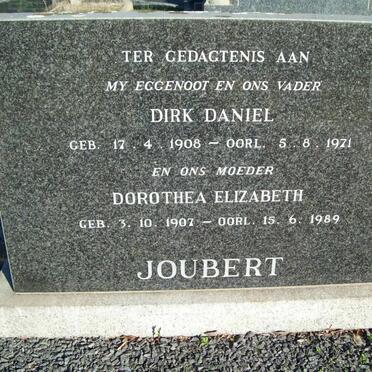 TER GEDAGTENIS AAN
MY EGGENOOT EN ONS VADER
DIRK DANIEL
GEB. 17.4.1908 – OORL. 5.8.1971
EN ONS MOEDER
DOROTHEA ELIZABETH
GEB. 3.10.1907 – OORL. 15.6.1989
JOUBERT